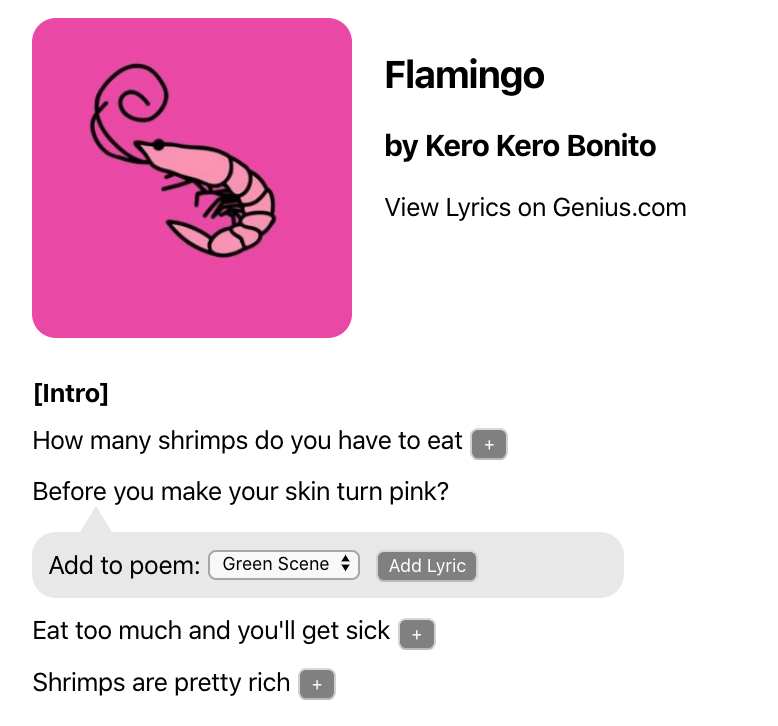 Flamingo
by Kero Kero Bonito
View Lyrics on Genius.com
[Intro]
How many shrimps do you have to eat +
Before you make your skin turn pink?
Add to poem: Green Scene Add Lyric
Eat too much and you'll get sick +
Shrimps are pretty rich +